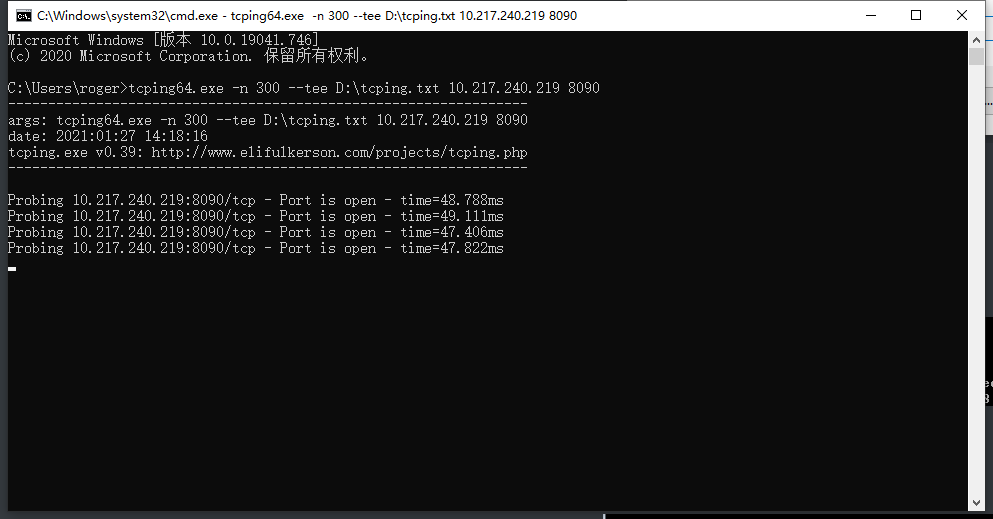 C:\Windows\system32\cmd.exe - tcping64.exe  -n 300 --tee D:\tcping.txt 10.217.240.219 8090
Microsoft Windows [版本 10.0.19041.746]
(c) 2020 Microsoft Corporation. 保留所有权利。
C:\Users\roger>tcping64.exe -n 300 --tee D:\tcping.txt 10.217.240.219 8090
-----------------------------------------------------------------
args: tcping64.exe -n 300 --tee D:\tcping.txt 10.217.240.219 8090
date: 2021:01:27 14:18:16
tcping.exe v0.39: http://www.elifulkerson.com/projects/tcping.php
-----------------------------------------------------------------
Probing 10.217.240.219:8090/tcp - Port is open - time=48.788ms
Probing 10.217.240.219:8090/tcp - Port is open - time=49.111ms
Probing 10.217.240.219:8090/tcp - Port is open - time=47.406ms
Probing 10.217.240.219:8090/tcp - Port is open - time=47.822ms